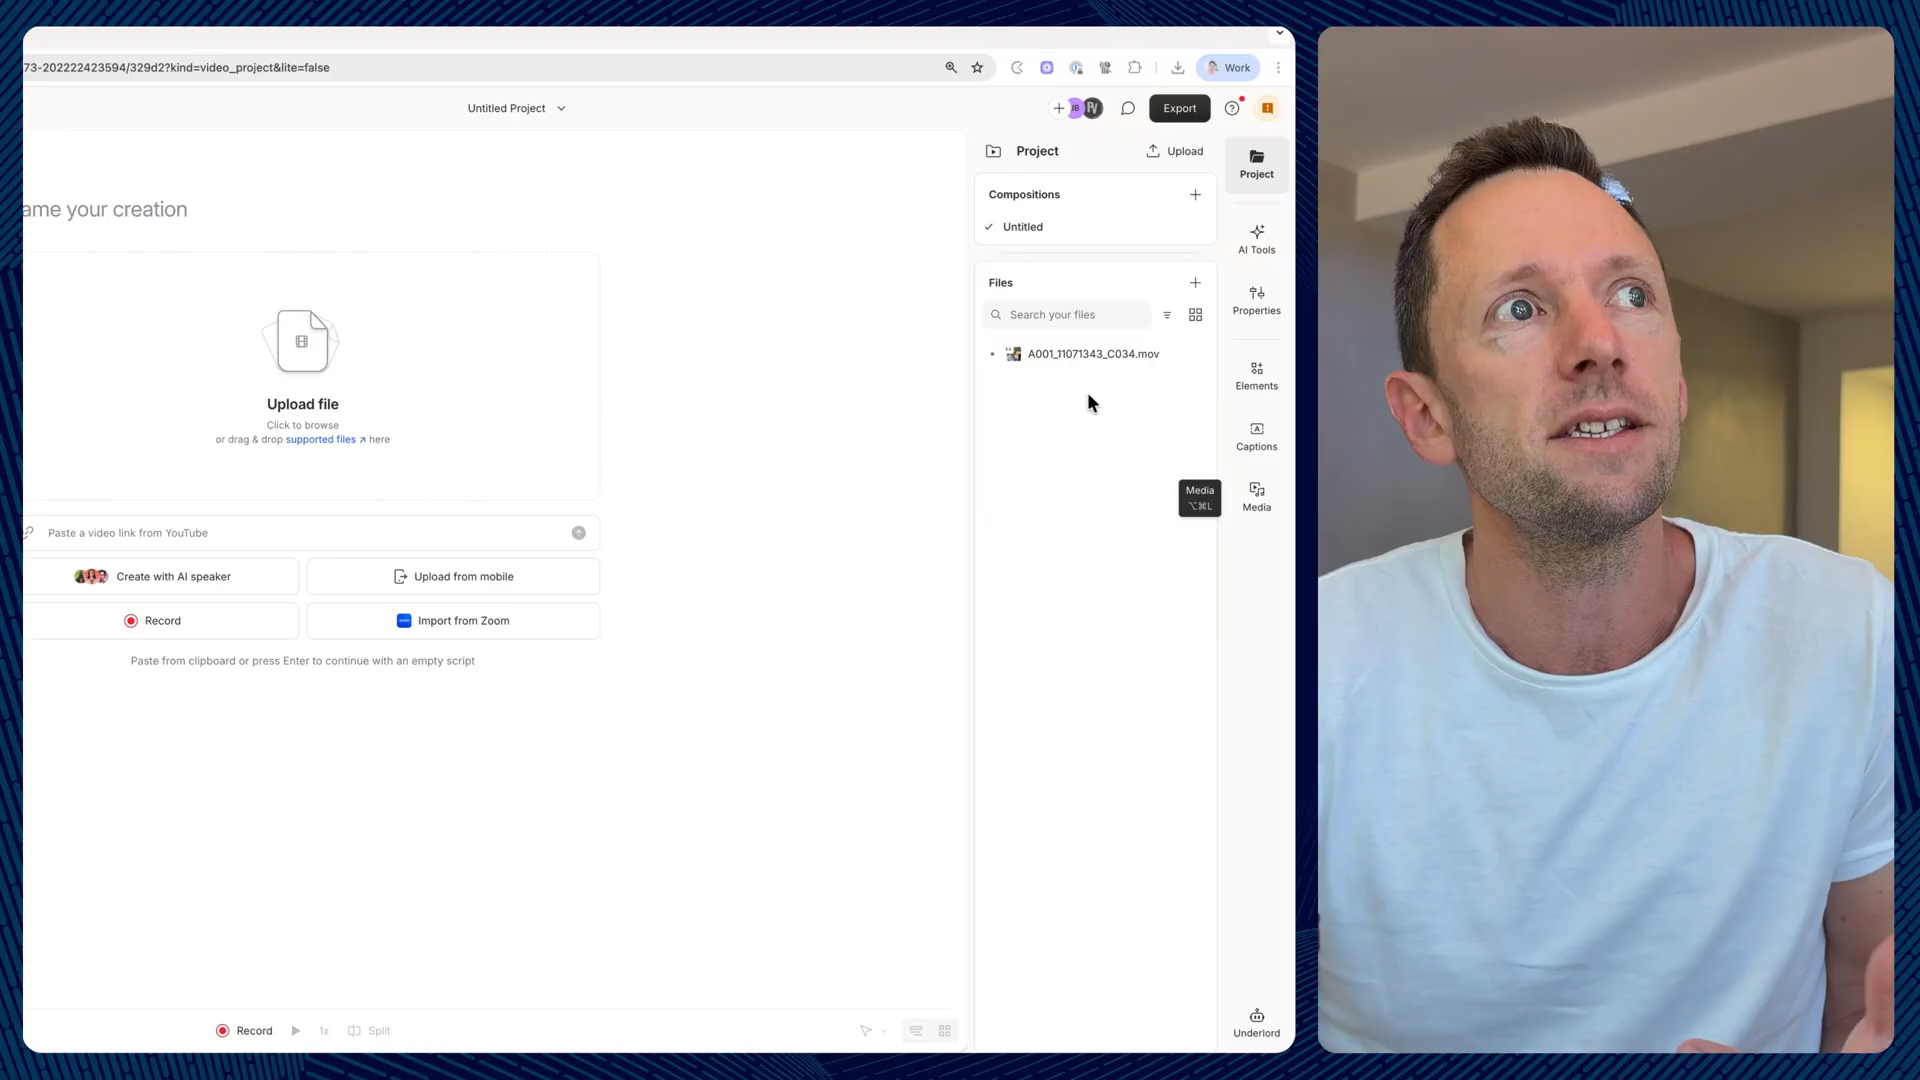 73-202222423594/329d2?kind=video_project&lite=false
Work
Untitled Project
Export
Project
Upload
Project
Compositions
Untitled
ame your creation
AI Tools
Files
Search your files
Properties
A001_11071343_C034.mov
Elements
Upload file
Click to browse
or drag & drop supported files ↗ here
Captions
Media
⌥⌘L
Media
Paste a video link from YouTube
Create with AI speaker
Upload from mobile
Record
Import from Zoom
Paste from clipboard or press Enter to continue with an empty script
Record
1x
Split
Underlord